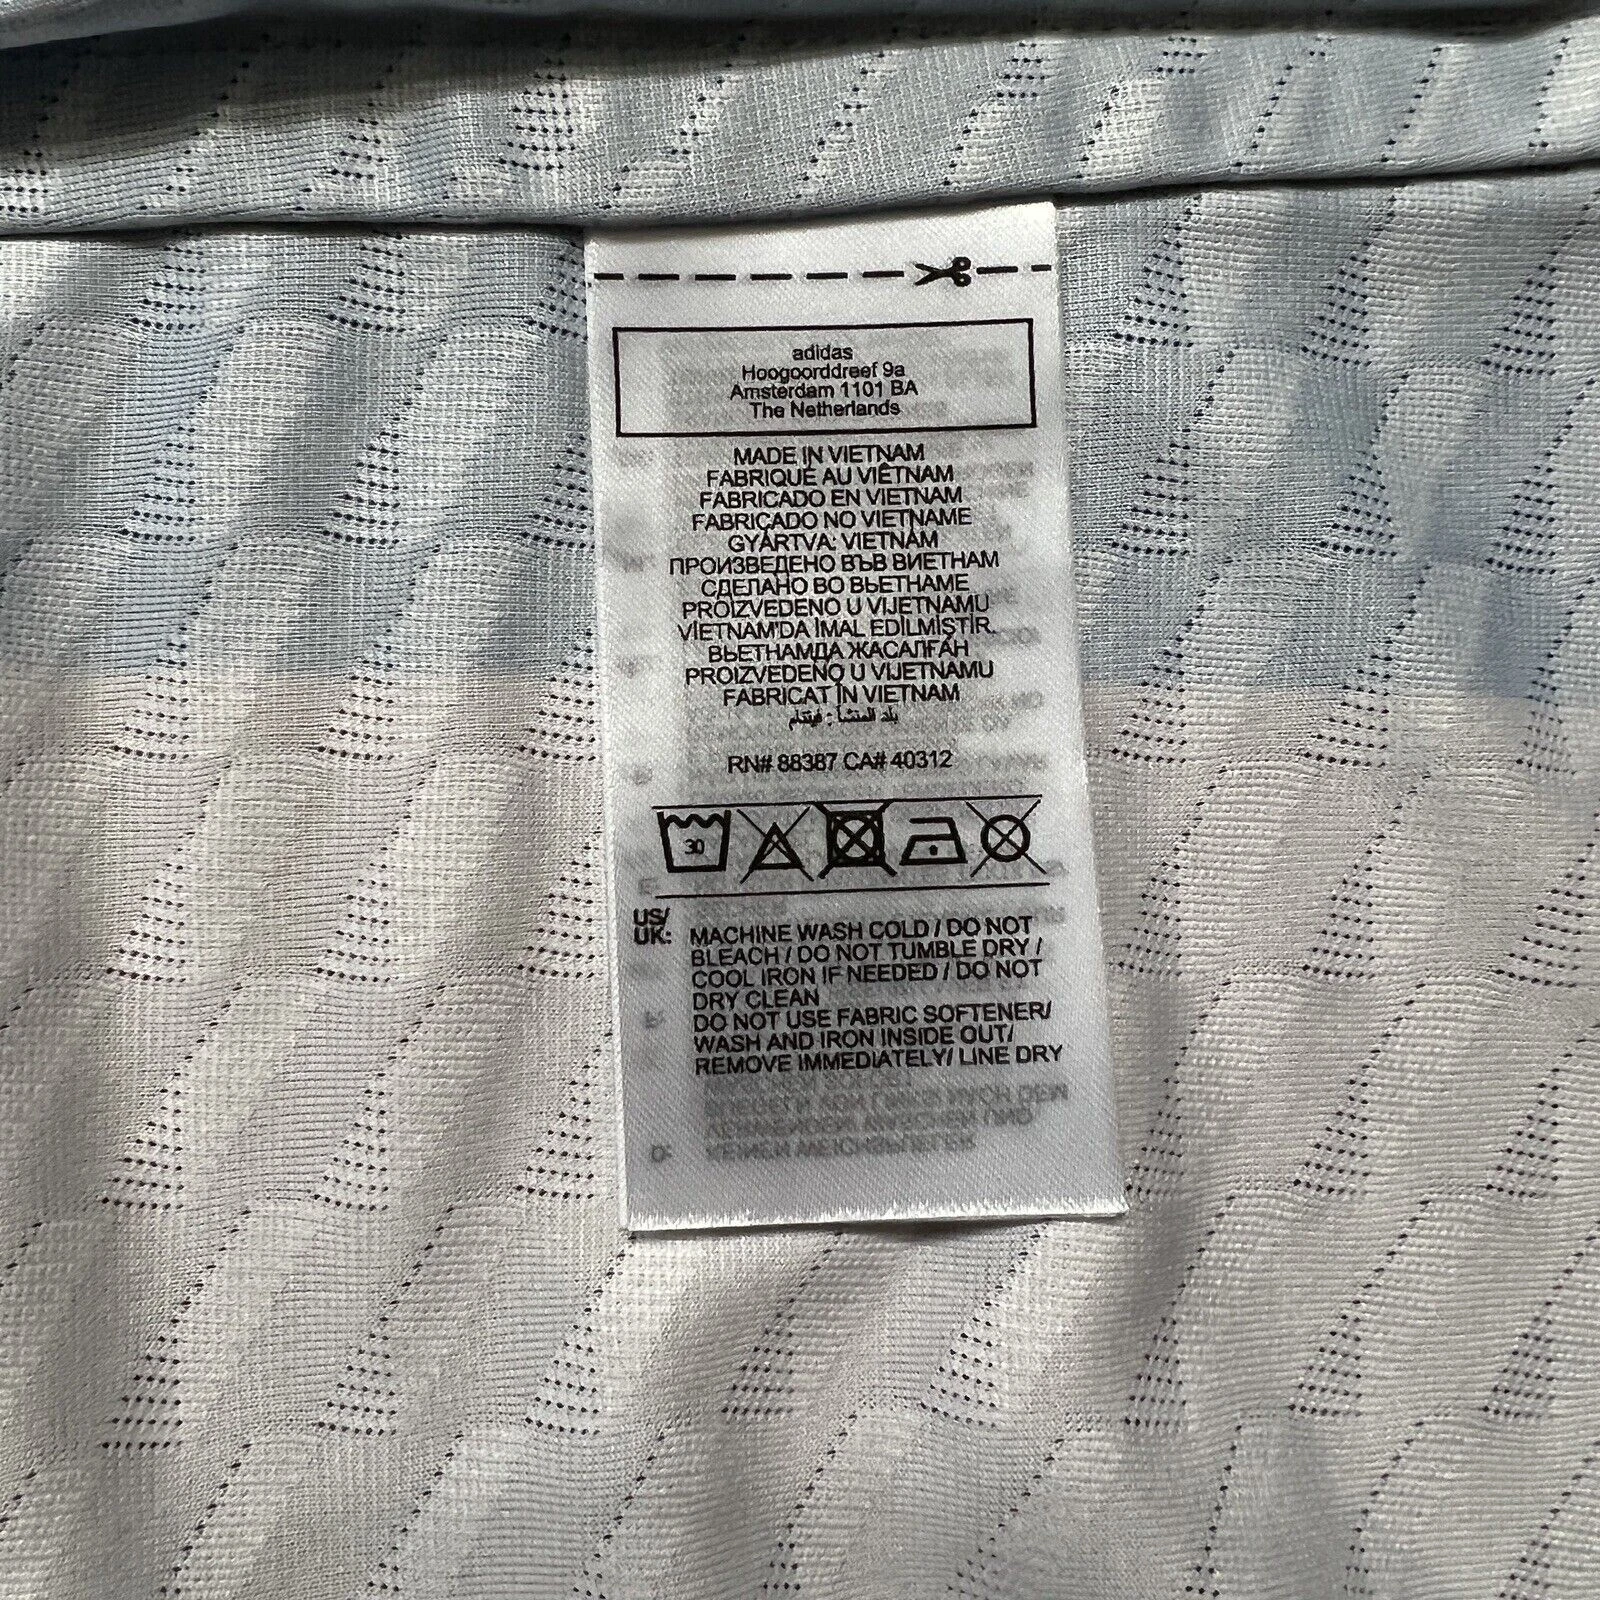 adidas
Hoogoorddreef 9a
Amsterdam 1101 BA
The Netherlands
MADE IN VIETNAM
FABRIQUÉ AU VIÊTNAM
FABRICADO EN VIETNAM
FABRICADO NO VIETNAME
GYÁRTVA: VIETNÁM
ПРОИЗВЕДЕНО ВЪВ ВИЕТНАМ
СДЕЛАНО ВО ВЬЕТНАМЕ
PROIZVEDENO U VIJETNAMU
VİETNAM'DA İMAL EDİLMİŞTİR.
ВЬЕТНАМДА ЖАСАЛҒАН
PROIZVEDENO U VIJETNAMU
FABRICAT ÎN VIETNAM
بلد المنشأ : فيتنام
RN# 88387 CA# 40312
30
US/
UK: MACHINE WASH COLD / DO NOT
BLEACH / DO NOT TUMBLE DRY /
COOL IRON IF NEEDED / DO NOT
DRY CLEAN
DO NOT USE FABRIC SOFTENER/
WASH AND IRON INSIDE OUT/
REMOVE IMMEDIATELY/ LINE DRY